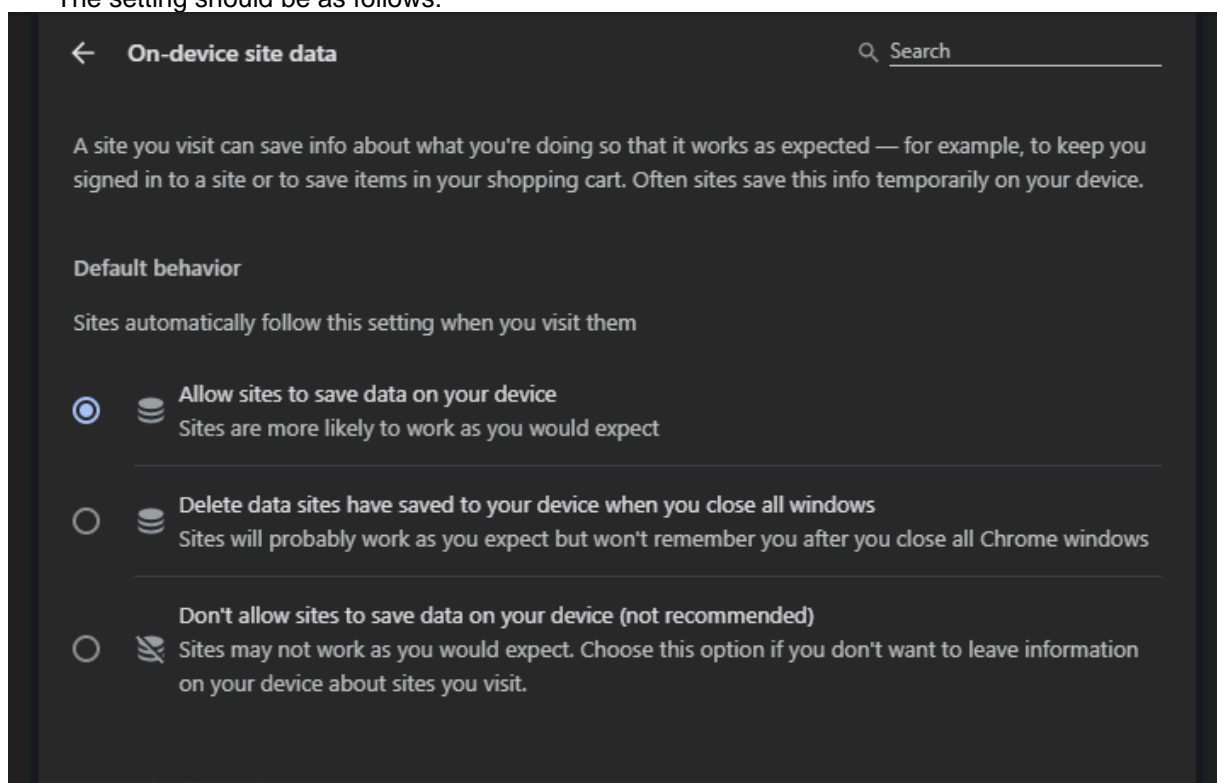 The setting should be as follows:
On-device site data
Search
A site you visit can save info about what you're doing so that it works as expected — for example, to keep you
signed in to a site or to save items in your shopping cart. Often sites save this info temporarily on your device.
Default behavior
Sites automatically follow this setting when you visit them
Allow sites to save data on your device
Sites are more likely to work as you would expect
Delete data sites have saved to your device when you close all windows
Sites will probably work as you expect but won't remember you after you close all Chrome windows
Don't allow sites to save data on your device (not recommended)
Sites may not work as you would expect. Choose this option if you don't want to leave information
on your device about sites you visit.